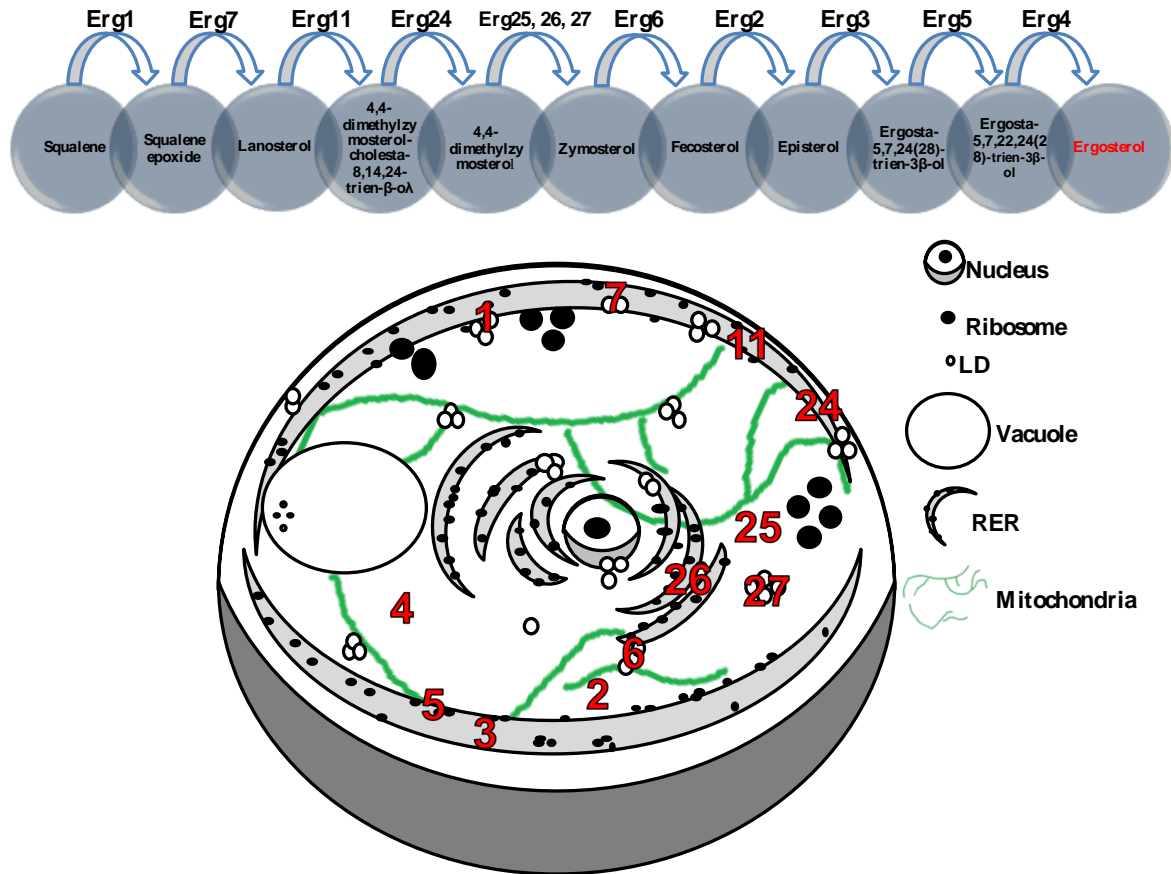 Erg1
Erg7
Erg11
Erg24
Erg25, 26, 27
Erg6
Erg2
Erg3
Erg5
Erg4
Squalene
Squalene
epoxide
Lanosterol
4,4-
dimethylzy
mosterol-
cholesta-
8,14,24-
trien-β-ολ
4,4-
dimethylzy
mosterol
Zymosterol
Fecosterol
Episterol
Ergosta-
5,7,24(28)-
trien-3β-ol
Ergosta-
5,7,22,24(2
8)-trien-3β-
ol
Ergosterol
Nucleus
Ribosome
LD
Vacuole
RER
Mitochondria
1
7
11
24
25
26
27
4
6
2
5
3